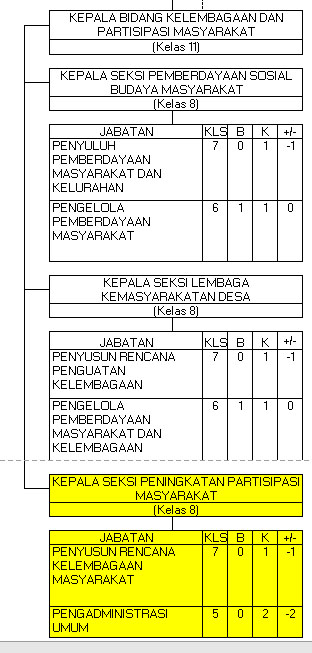 KEPALA BIDANG KELEMBAGAAN DAN
PARTISIPASI MASYARAKAT
(Kelas 11)
KEPALA SEKSI PEMBERDAYAAN SOSIAL
BUDAYA MASYARAKAT
(Kelas 8)
JABATAN KLS B K +/-
PENYULUH 7 0 1 -1
PEMBERDAYAAN
MASYARAKAT DAN
KELURAHAN
PENGELOLA 6 1 1 0
PEMBERDAYAAN
MASYARAKAT
KEPALA SEKSI LEMBAGA
KEMASYARAKATAN DESA
(Kelas 8)
JABATAN KLS B K +/-
PENYUSUN RENCANA 7 0 1 -1
PENGUATAN
KELEMBAGAAN
PENGELOLA 6 1 1 0
PEMBERDAYAAN
MASYARAKAT DAN
KELEMBAGAAN
KEPALA SEKSI PENINGKATAN PARTISIPASI
MASYARAKAT
(Kelas 8)
JABATAN KLS B K +/-
PENYUSUN RENCANA 7 0 1 -1
KELEMBAGAAN
MASYARAKAT
PENGADMINISTRASI 5 0 2 -2
UMUM